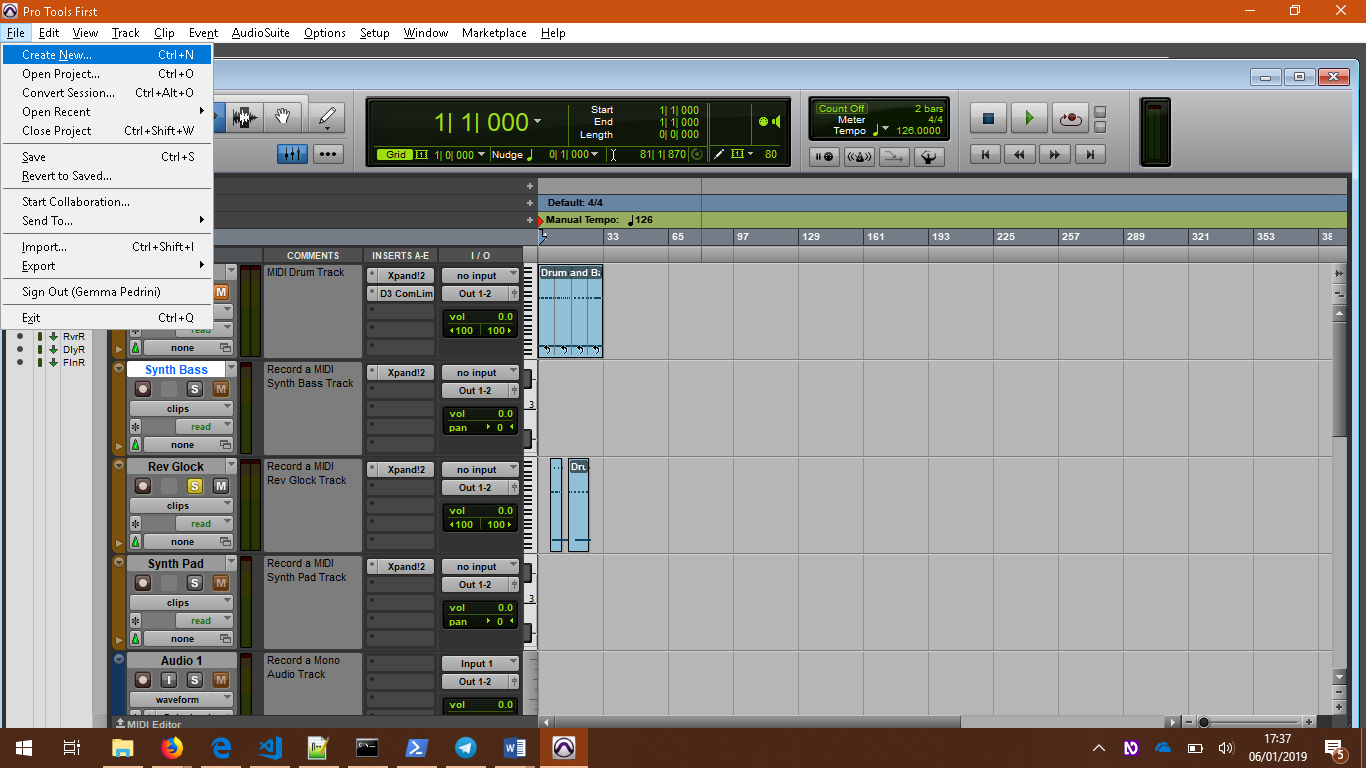 Pro Tools First
File Edit View Track Clip Event AudioSuite Options Setup Window Marketplace Help
Create New... Ctrl+N
Open Project... Ctrl+O
Convert Session... Ctrl+Alt+O
Open Recent
Close Project Ctrl+Shift+W
Save Ctrl+S
Revert to Saved...
Start Collaboration...
Send To...
Import... Ctrl+Shift+I
Export
Sign Out (Gemma Pedrini)
Exit Ctrl+Q
1| 1| 000
Start 1| 1| 000
End 1| 1| 000
Length 0| 0| 000
Grid 1| 0| 000 Nudge 0| 1| 000 81| 1| 870 80
Count Off 2 bars
Meter 4/4
Tempo 126.0000
Default: 4/4
Manual Tempo: 126
33 65 97 129 161 193 225 257 289 321 353
COMMENTS INSERTS A-E I / O
MIDI Drum Track Xpand!2 no input Drum and Ba
M D3 ComLim Out 1-2
vol 0.0
100 100
read
none
RvrR
DlyR
FlnR
Synth Bass Record a MIDI Xpand!2 no input
Synth Bass Track
S M Out 1-2
clips vol 0.0
read pan 0
none
3
Rev Glock Record a MIDI Xpand!2 no input Dru
Rev Glock Track
S M Out 1-2
clips vol 0.0
read 100 100
none
Synth Pad Record a MIDI Xpand!2 no input
Synth Pad Track
S M Out 1-2
clips vol 0.0
read pan 0
none
3
Audio 1 Record a Mono Input 1
Audio Track
I S M Out 1-2
waveform vol 0.0
MIDI Editor
17:37
06/01/2019
5